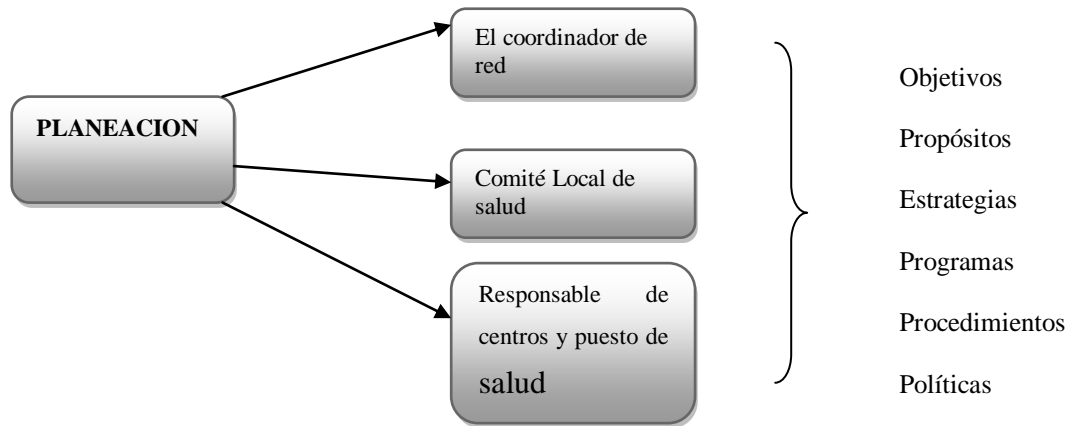 PLANEACION
El coordinador de
red
Comité Local de
salud
Responsable de
centros y puesto de
salud
Objetivos
Propósitos
Estrategias
Programas
Procedimientos
Políticas